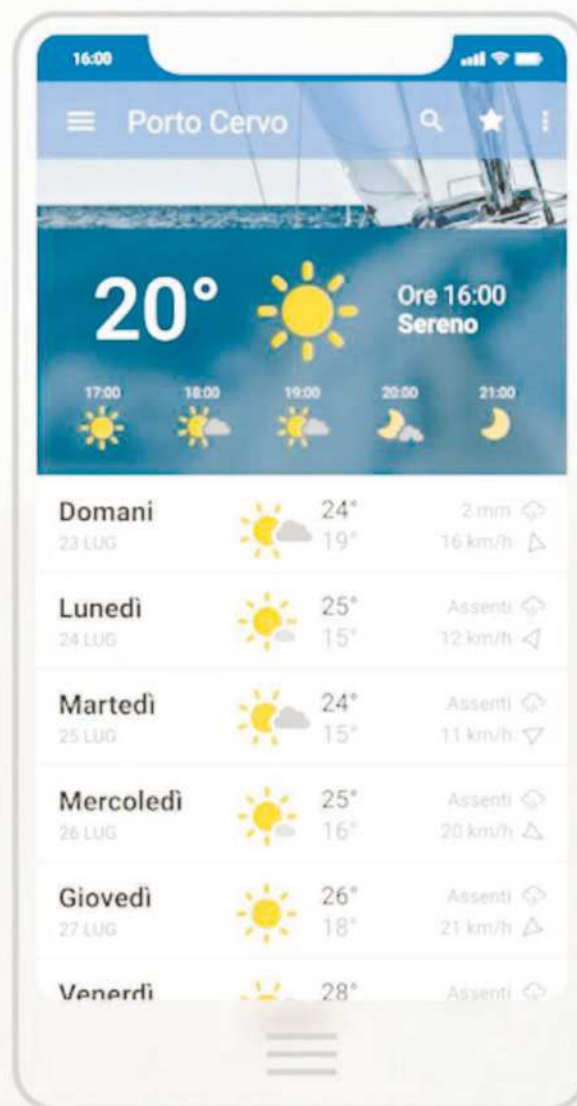 16:00
Porto Cervo
20°
Ore 16:00
Sereno
17:00 18:00 19:00 20:00 21:00
Domani 24° 2 mm
23 LUG 19° 16 km/h
Lunedì 25° Assenti
24 LUG 15° 12 km/h
Martedì 24° Assenti
25 LUG 15° 11 km/h
Mercoledì 25° Assenti
26 LUG 16° 20 km/h
Giovedì 26° Assenti
27 LUG 18° 21 km/h
Venerdì 28° Assenti